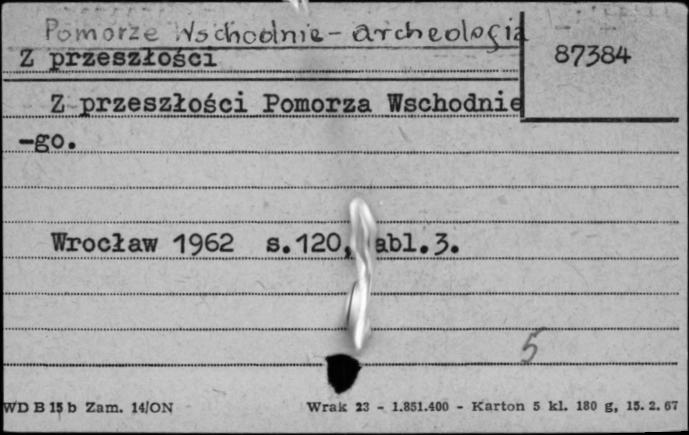 Pomorze Wschodnie - archeologia
Z przeszłości
87384
Z przeszłości Pomorza Wschodnie
-go.
Wrocław 1962 s.120, abl.3.
5
WD B 15 b Zam. 14/ON
Wrak 23 - 1.851.400 - Karton 5 kl. 180 g, 15. 2. 67